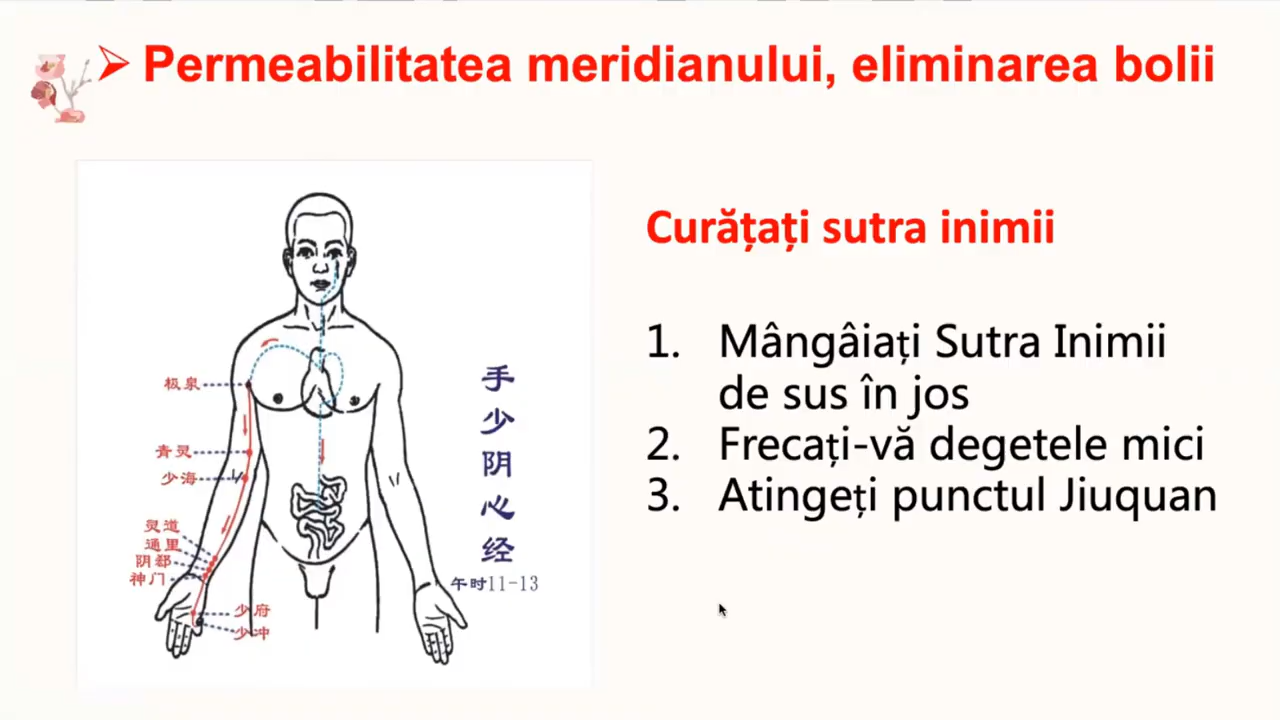 Permeabilitatea meridianului, eliminarea bolii
极泉
青灵
少海
灵道
通里
阴郄
神门
少府
少冲
手少阴心经
午时11-13
Curățați sutra inimii
1. Mângâiați Sutra Inimii
de sus în jos
2. Frecați-vă degetele mici
3. Atingeți punctul Jiuquan